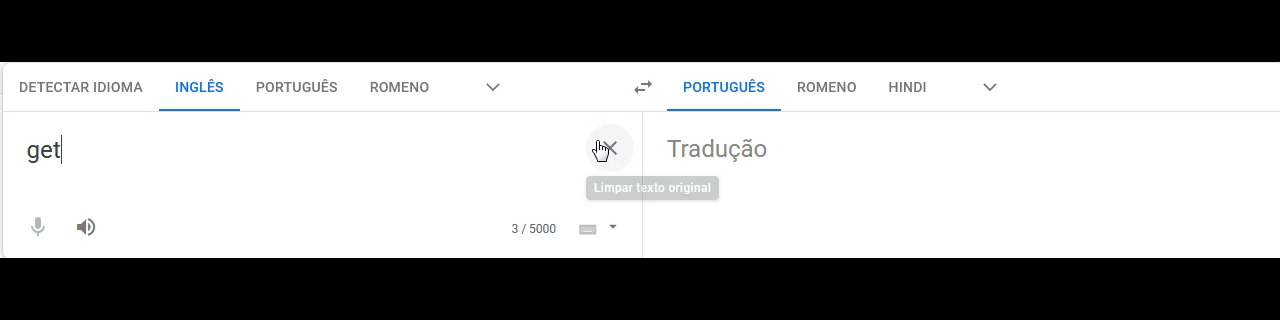 DETECTAR IDIOMA INGLÊS PORTUGUÊS ROMENO PORTUGUÊS ROMENO HINDI
get Tradução
Limpar texto original
3 / 5000